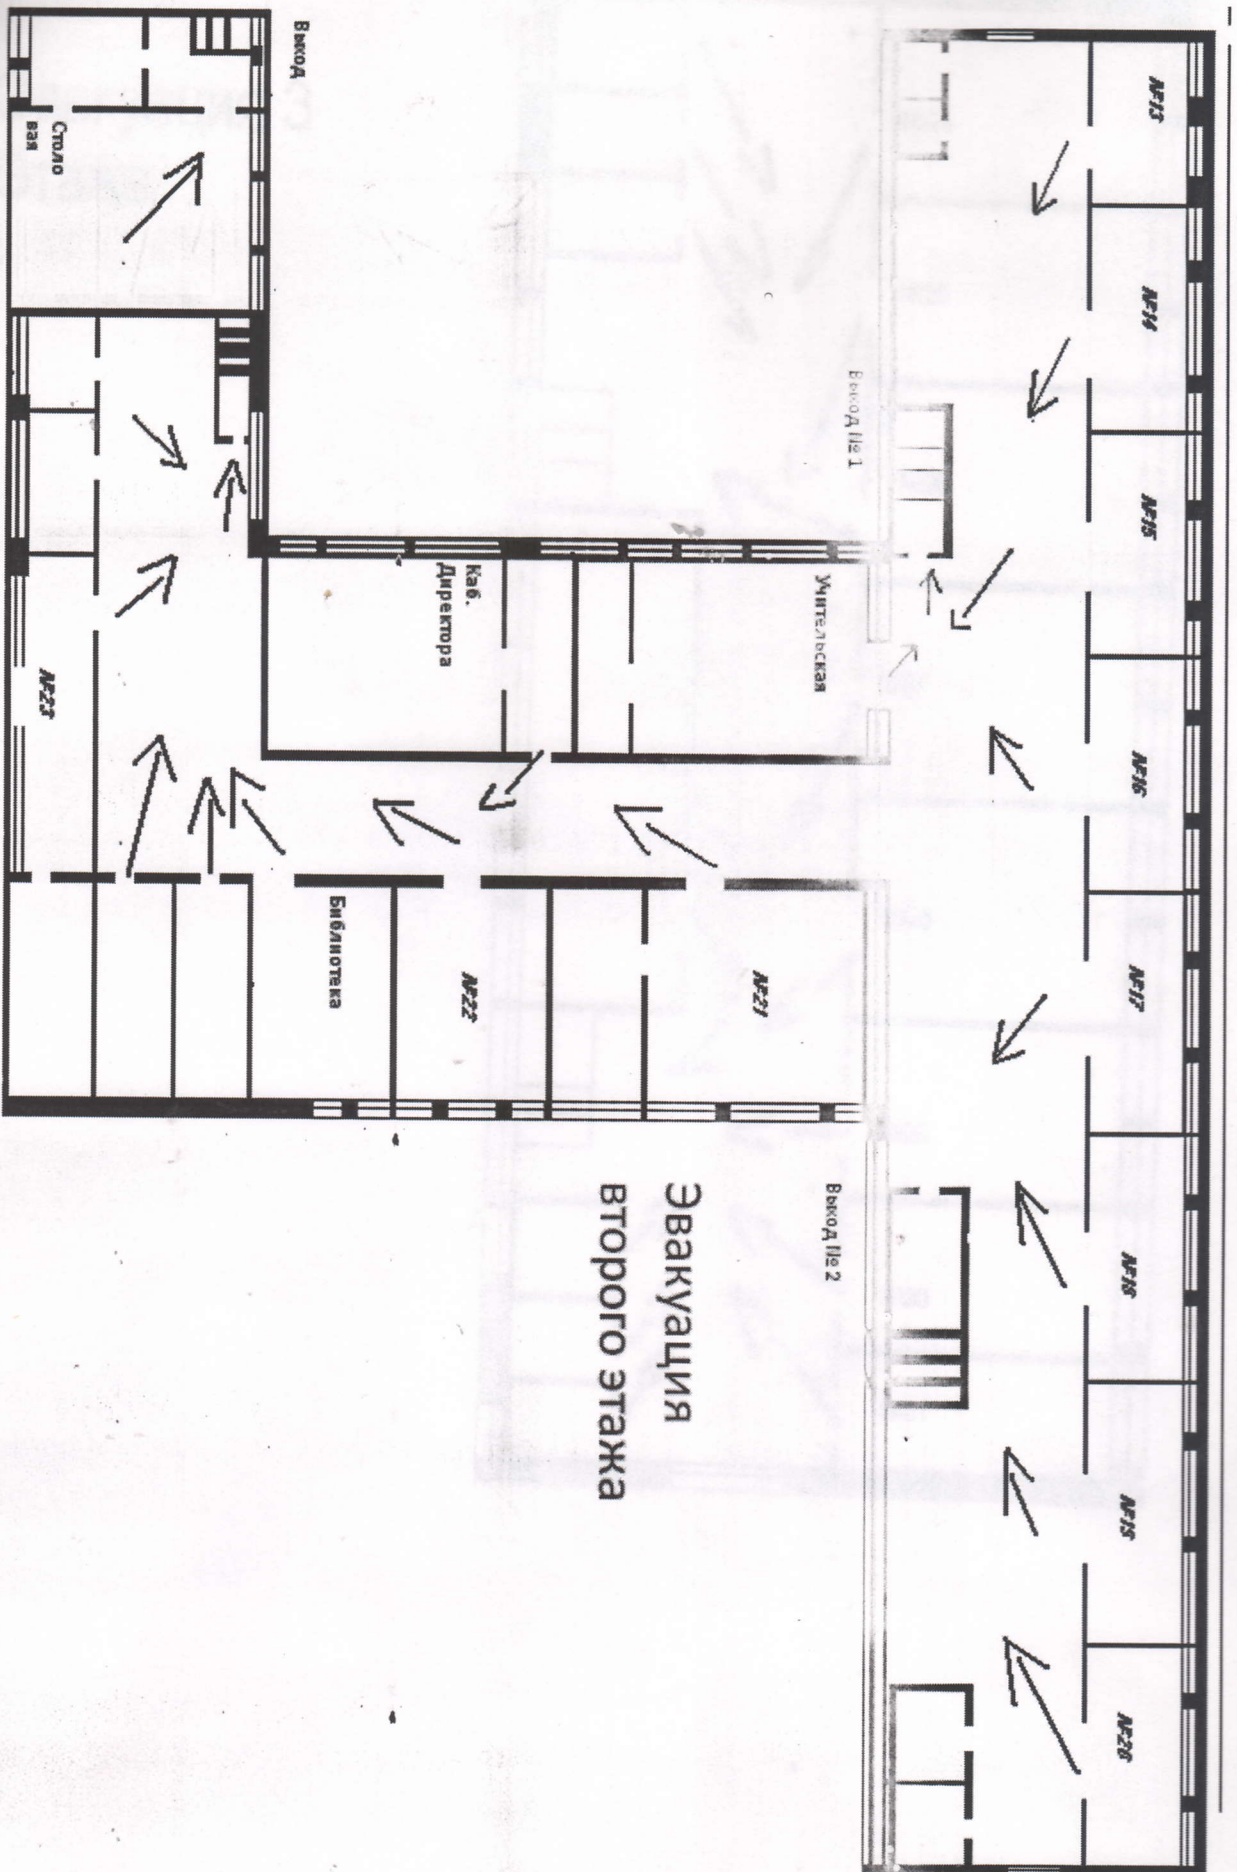 №13
№14
№15
№16
№17
№18
№19
№20
Выход № 1
Выход № 2
Учительская
№21
Эвакуация
второго этажа
Каб.
Директора
№22
Библиотека
Выход
Столо
вая
№23